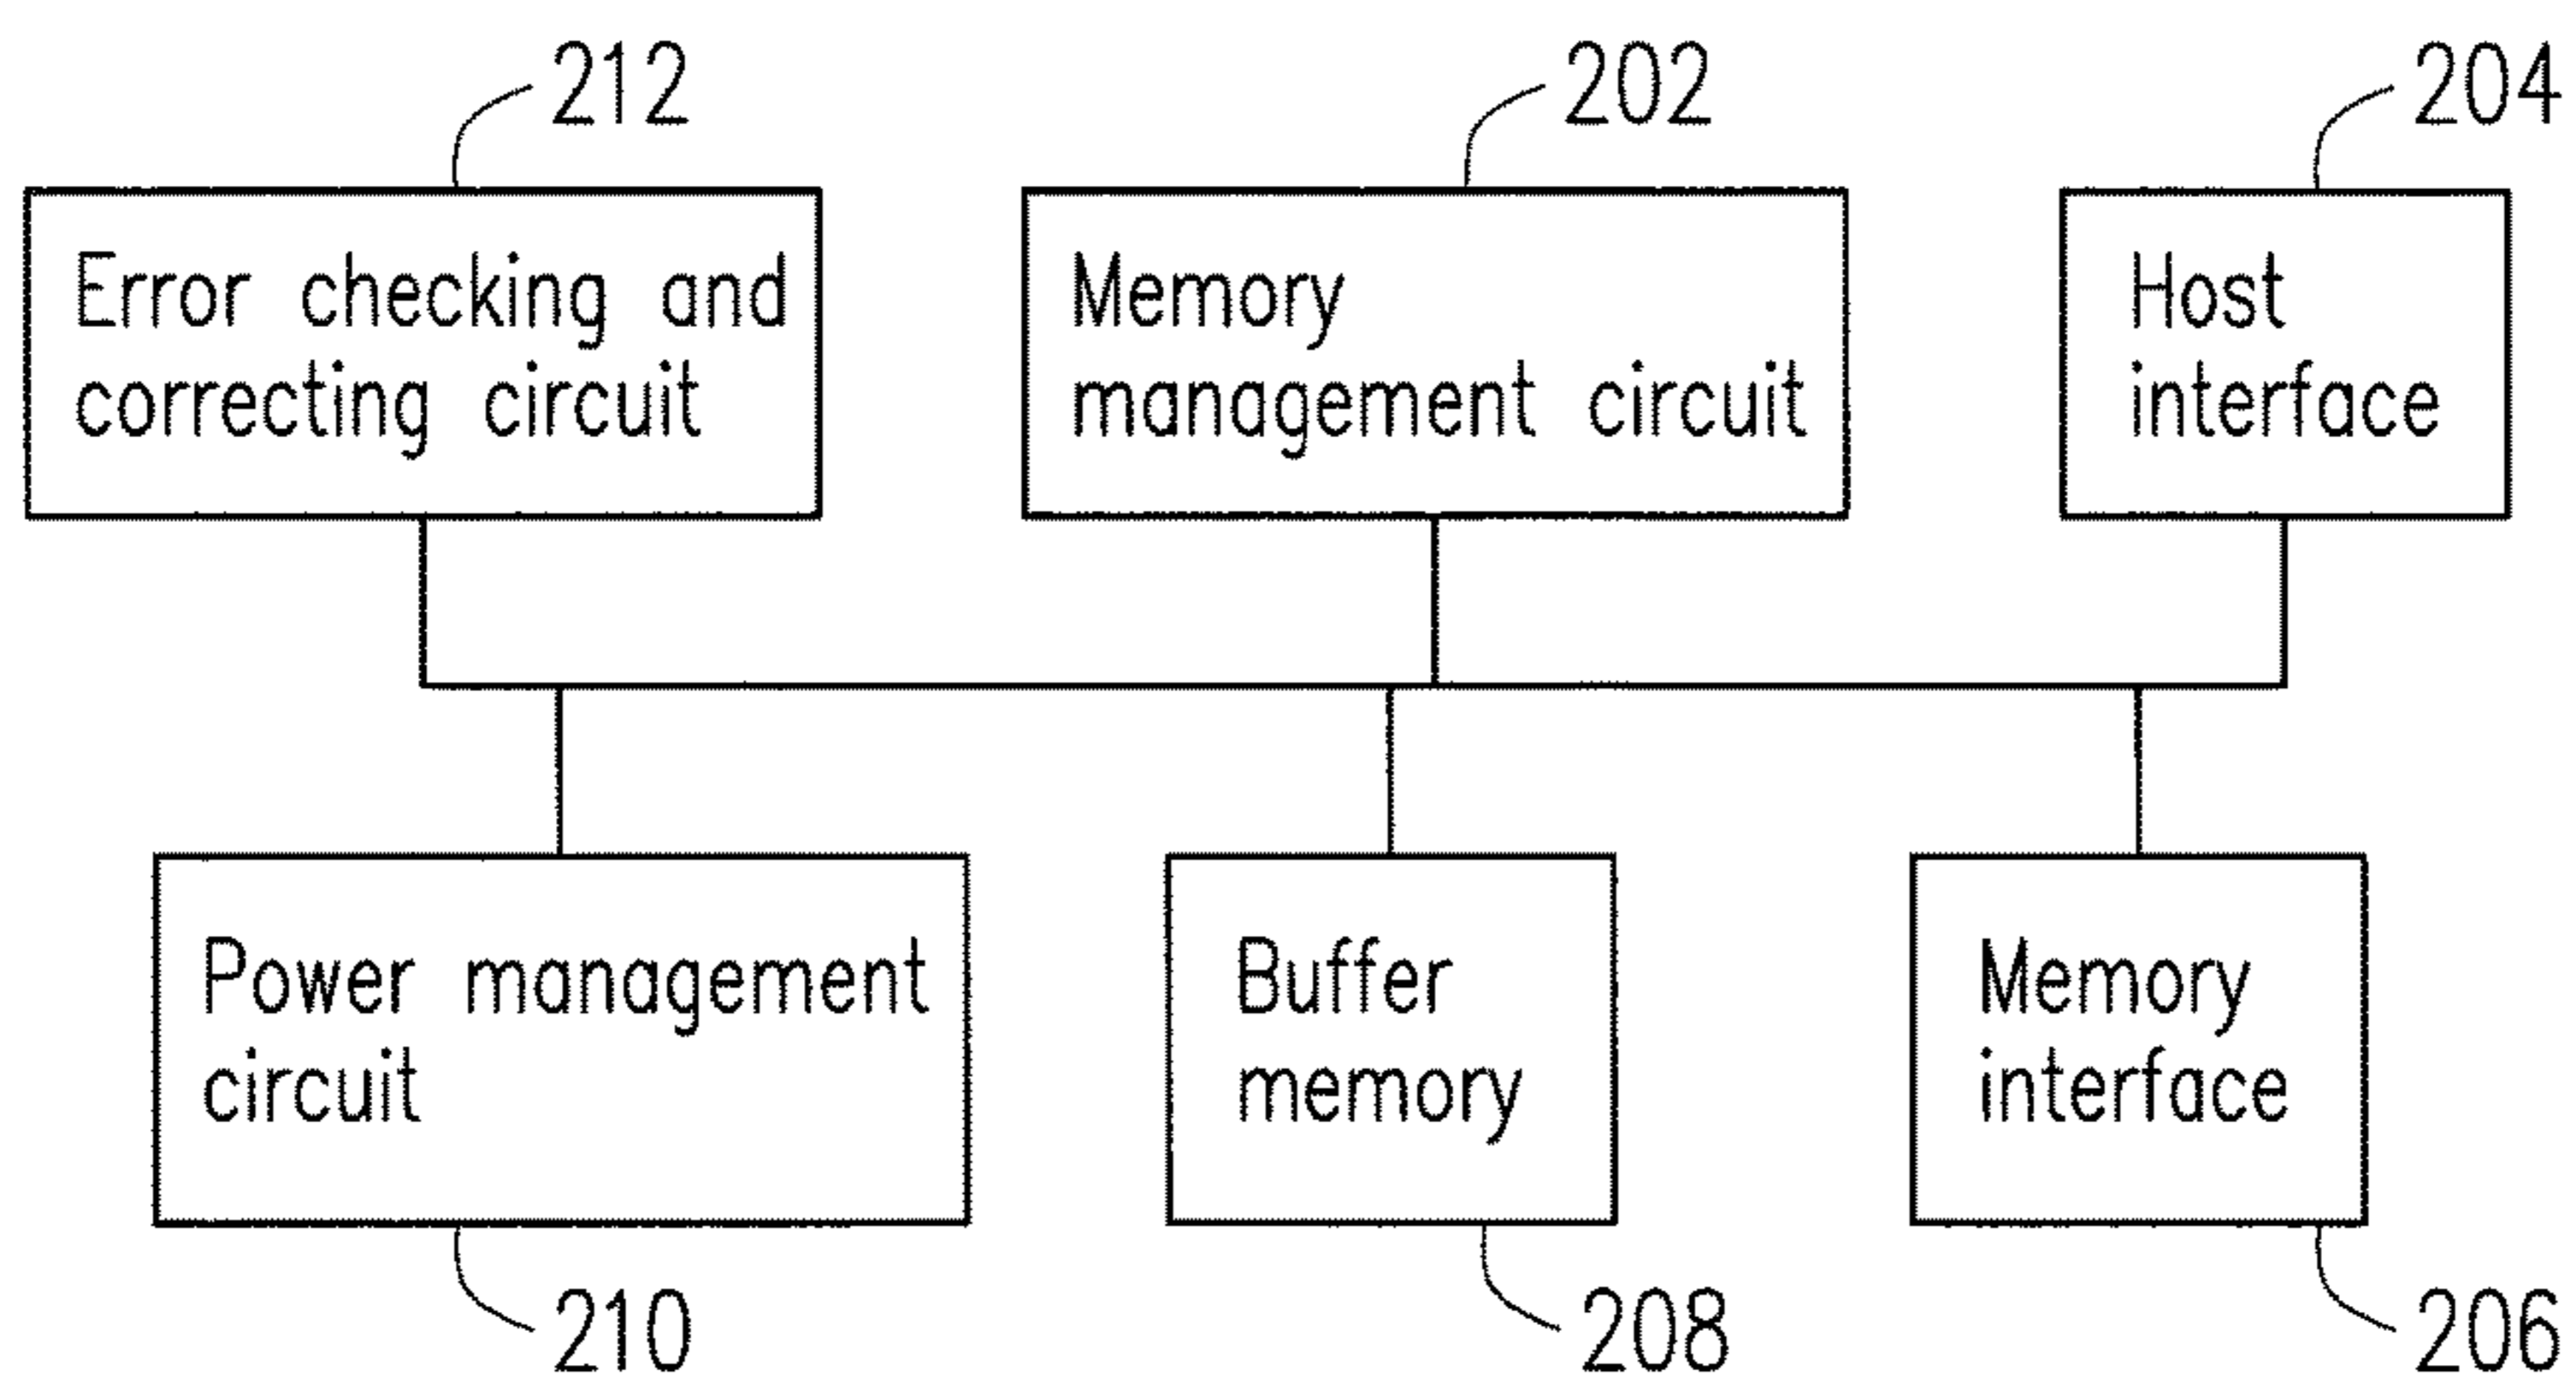 212
202
204
Error checking and
correcting circuit
Memory
management circuit
Host
interface
Power management
circuit
Buffer
memory
Memory
interface
210
208
206